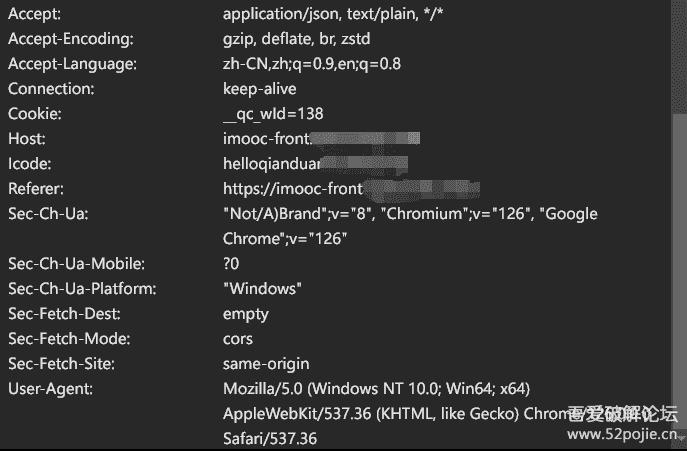 Accept: application/json, text/plain, */*
Accept-Encoding: gzip, deflate, br, zstd
Accept-Language: zh-CN,zh;q=0.9,en;q=0.8
Connection: keep-alive
Cookie: __qc_wId=138
Host: imooc-front.
Icode: helloqianduan
Referer: https://imooc-front
Sec-Ch-Ua: "Not/A)Brand";v="8", "Chromium";v="126", "Google
Chrome";v="126"
Sec-Ch-Ua-Mobile: ?0
Sec-Ch-Ua-Platform: "Windows"
Sec-Fetch-Dest: empty
Sec-Fetch-Mode: cors
Sec-Fetch-Site: same-origin
User-Agent: Mozilla/5.0 (Windows NT 10.0; Win64; x64)
AppleWebKit/537.36 (KHTML, like Gecko)
吾爱破解论坛
Safari/537.36
www.52pojie.cn